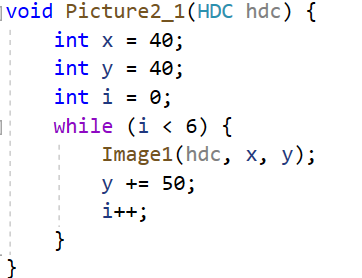 void Picture2_1(HDC hdc) {
    int x = 40;
    int y = 40;
    int i = 0;
    while (i < 6) {
        Image1(hdc, x, y);
        y += 50;
        i++;
    }
}